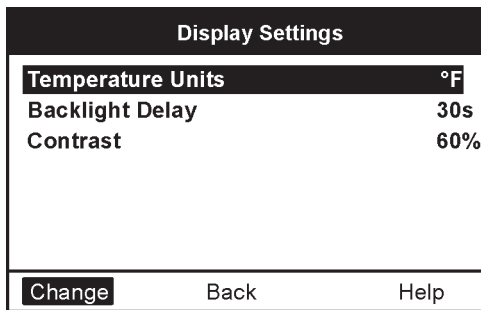 Display Settings
Temperature Units °F
Backlight Delay 30s
Contrast 60%
Change Back Help